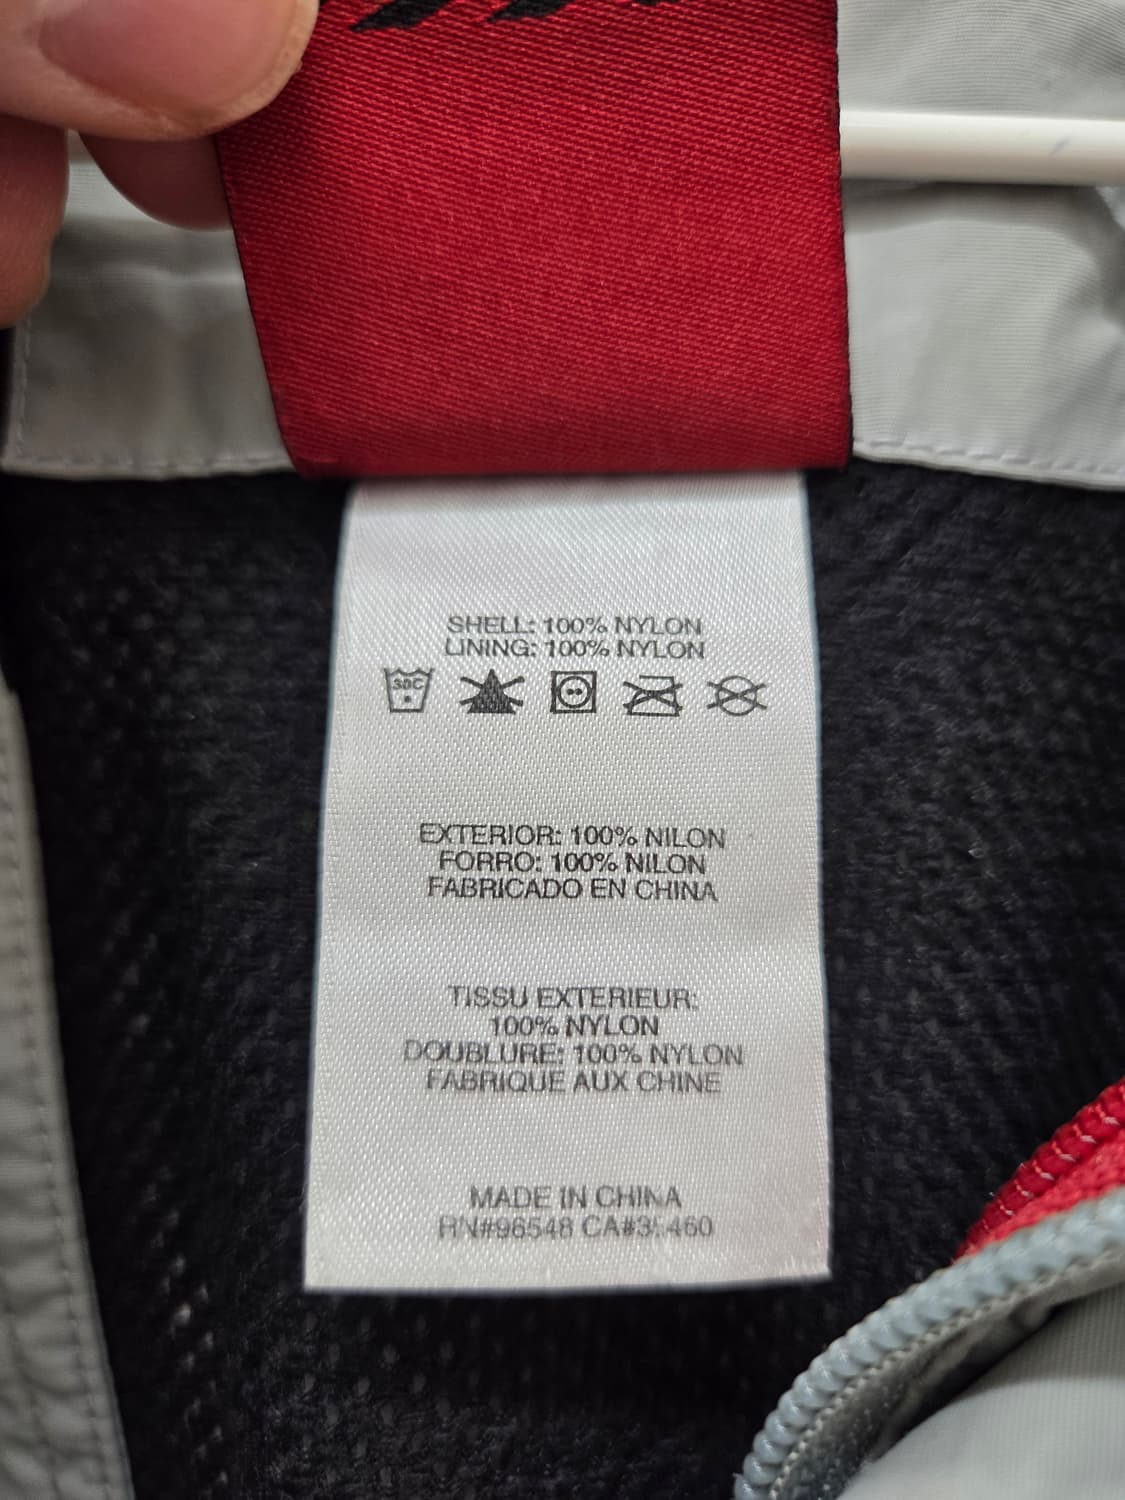 SHELL: 100% NYLON
LINING: 100% NYLON
30C
EXTERIOR: 100% NILON
FORRO: 100% NILON
FABRICADO EN CHINA
TISSU EXTERIEUR:
100% NYLON
DOUBLURE: 100% NYLON
FABRIQUE AUX CHINE
MADE IN CHINA
RN#96548